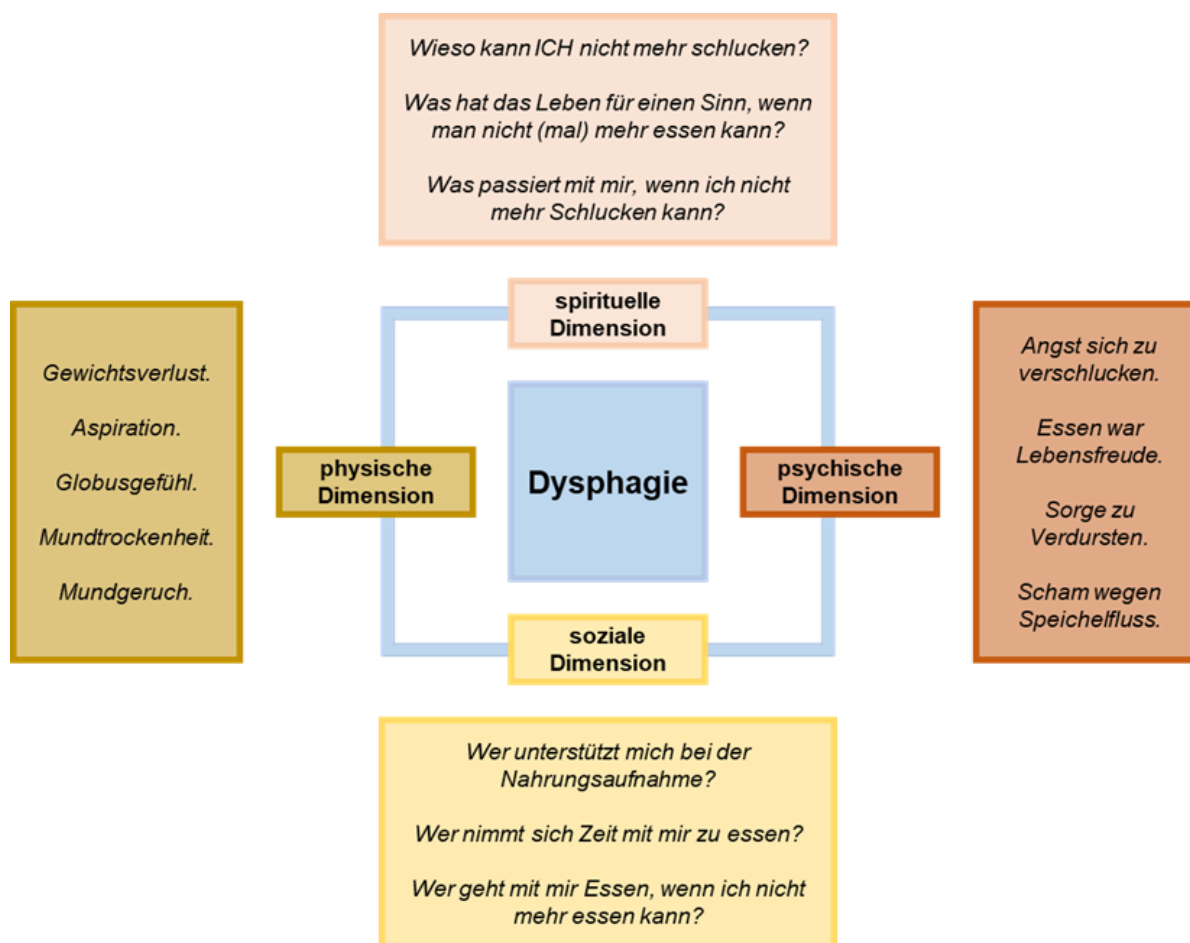 Wieso kann ICH nicht mehr schlucken?
Was hat das Leben für einen Sinn, wenn
man nicht (mal) mehr essen kann?
Was passiert mit mir, wenn ich nicht
mehr Schlucken kann?
spirituelle
Dimension
Gewichtsverlust.
Aspiration.
Globusgefühl.
Mundtrockenheit.
Mundgeruch.
physische
Dimension
Dysphagie
psychische
Dimension
Angst sich zu
verschlucken.
Essen war
Lebensfreude.
Sorge zu
Verdursten.
Scham wegen
Speichelfluss.
soziale
Dimension
Wer unterstützt mich bei der
Nahrungsaufnahme?
Wer nimmt sich Zeit mit mir zu essen?
Wer geht mit mir Essen, wenn ich nicht
mehr essen kann?